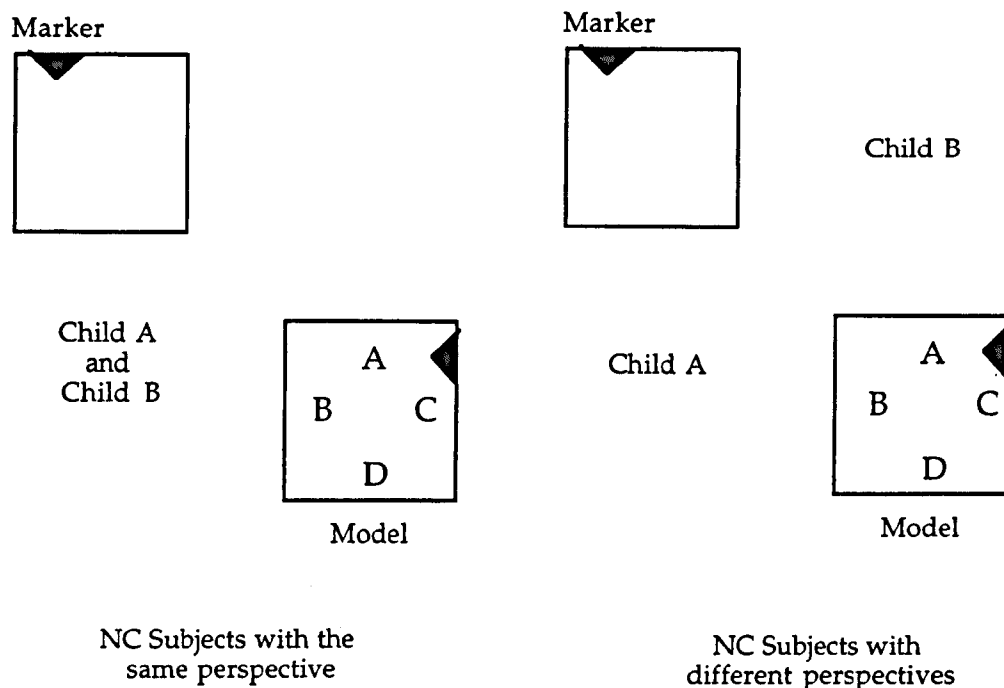 Marker
Child A
and
Child B
A
B C
D
Model
NC Subjects with the
same perspective
Marker
Child B
Child A
A
B C
D
Model
NC Subjects with
different perspectives